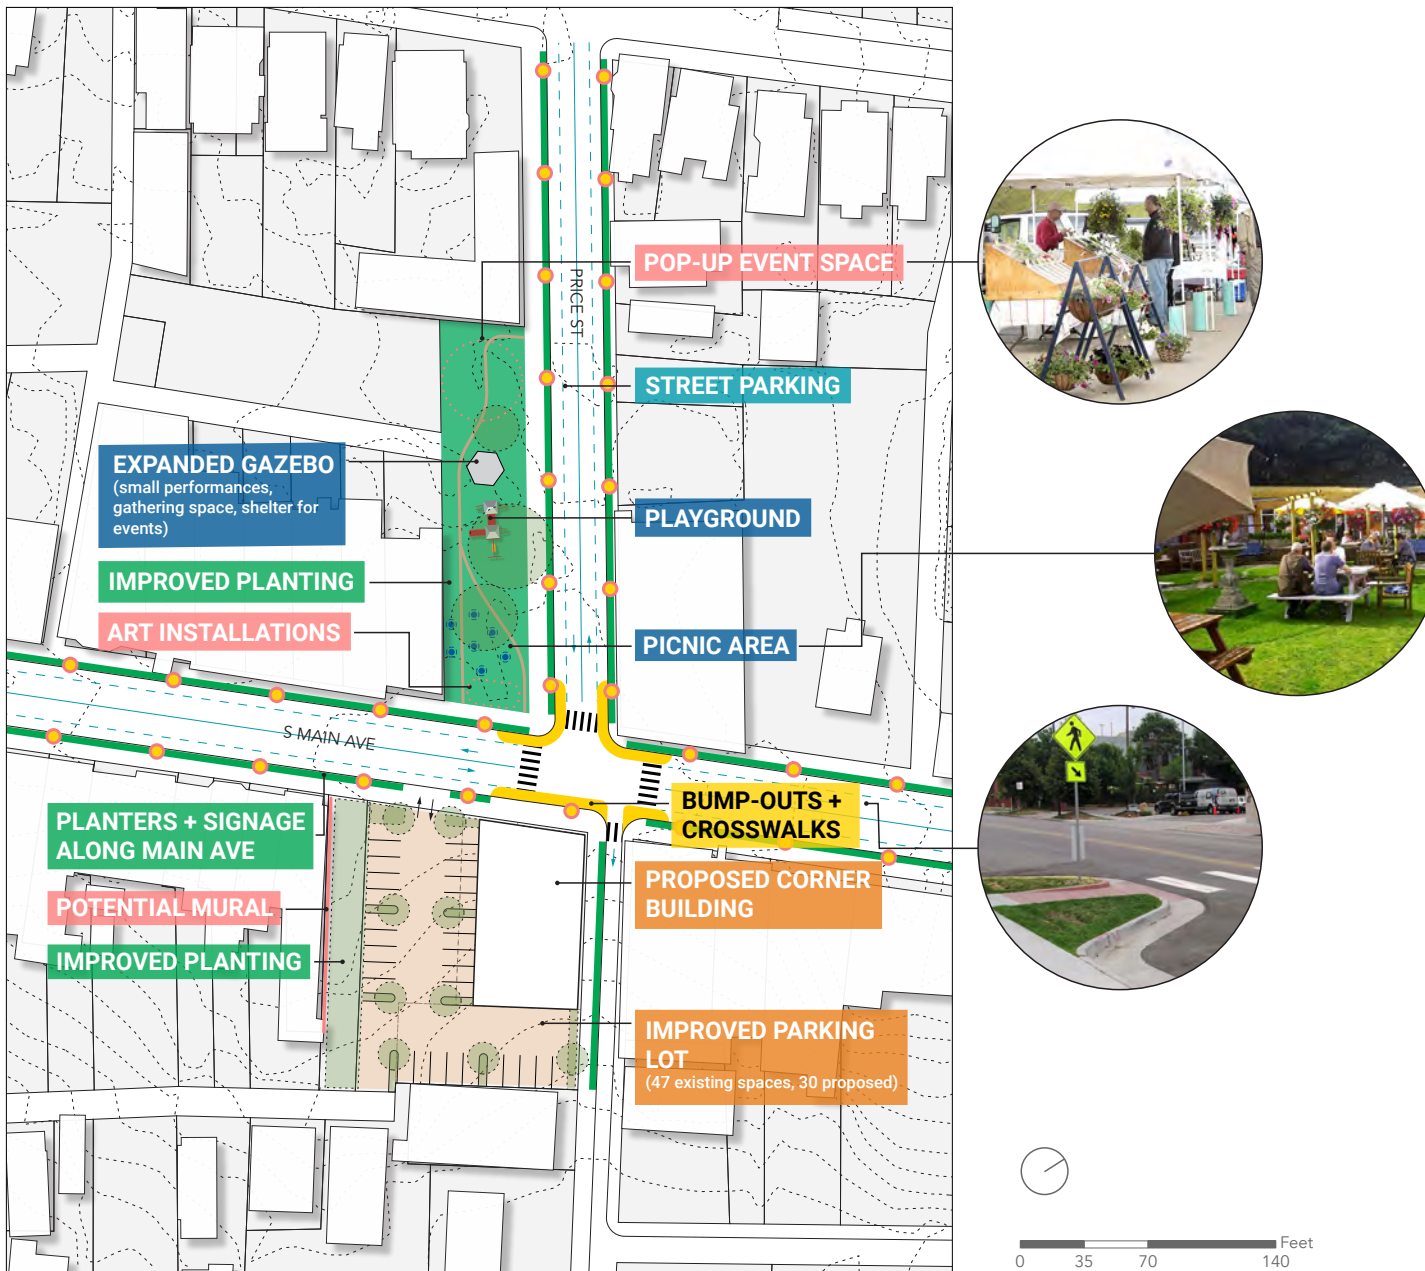 POP-UP EVENT SPACE
PRICE ST
STREET PARKING
EXPANDED GAZEBO
(small performances,
gathering space, shelter for
events)
PLAYGROUND
IMPROVED PLANTING
ART INSTALLATIONS
PICNIC AREA
S MAIN AVE
BUMP-OUTS +
CROSSWALKS
PLANTERS + SIGNAGE
ALONG MAIN AVE
PROPOSED CORNER
BUILDING
POTENTIAL MURAL
IMPROVED PLANTING
IMPROVED PARKING
LOT
(47 existing spaces, 30 proposed)
Feet
0 35 70 140